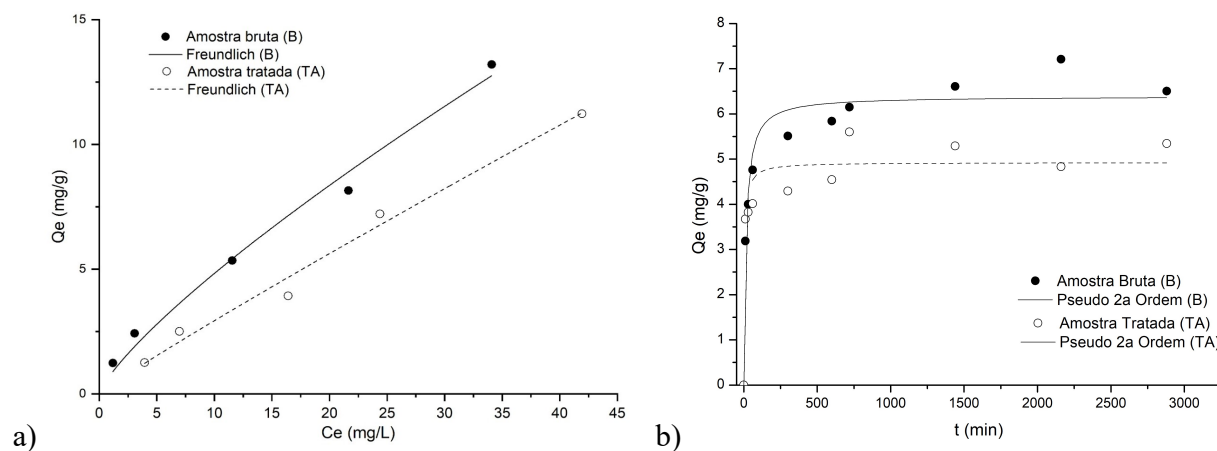 15
10
5
0
Qe (mg/g)
Amostra bruta (B)
Freundlich (B)
Amostra tratada (TA)
Freundlich (TA)
0 5 10 15 20 25 30 35 40 45
Ce (mg/L)
a)
8
7
6
5
4
3
2
1
0
Qe (mg/g)
Amostra Bruta (B)
Pseudo 2a Ordem (B)
Amostra Tratada (TA)
Pseudo 2a Ordem (TA)
0 500 1000 1500 2000 2500 3000
t (min)
b)